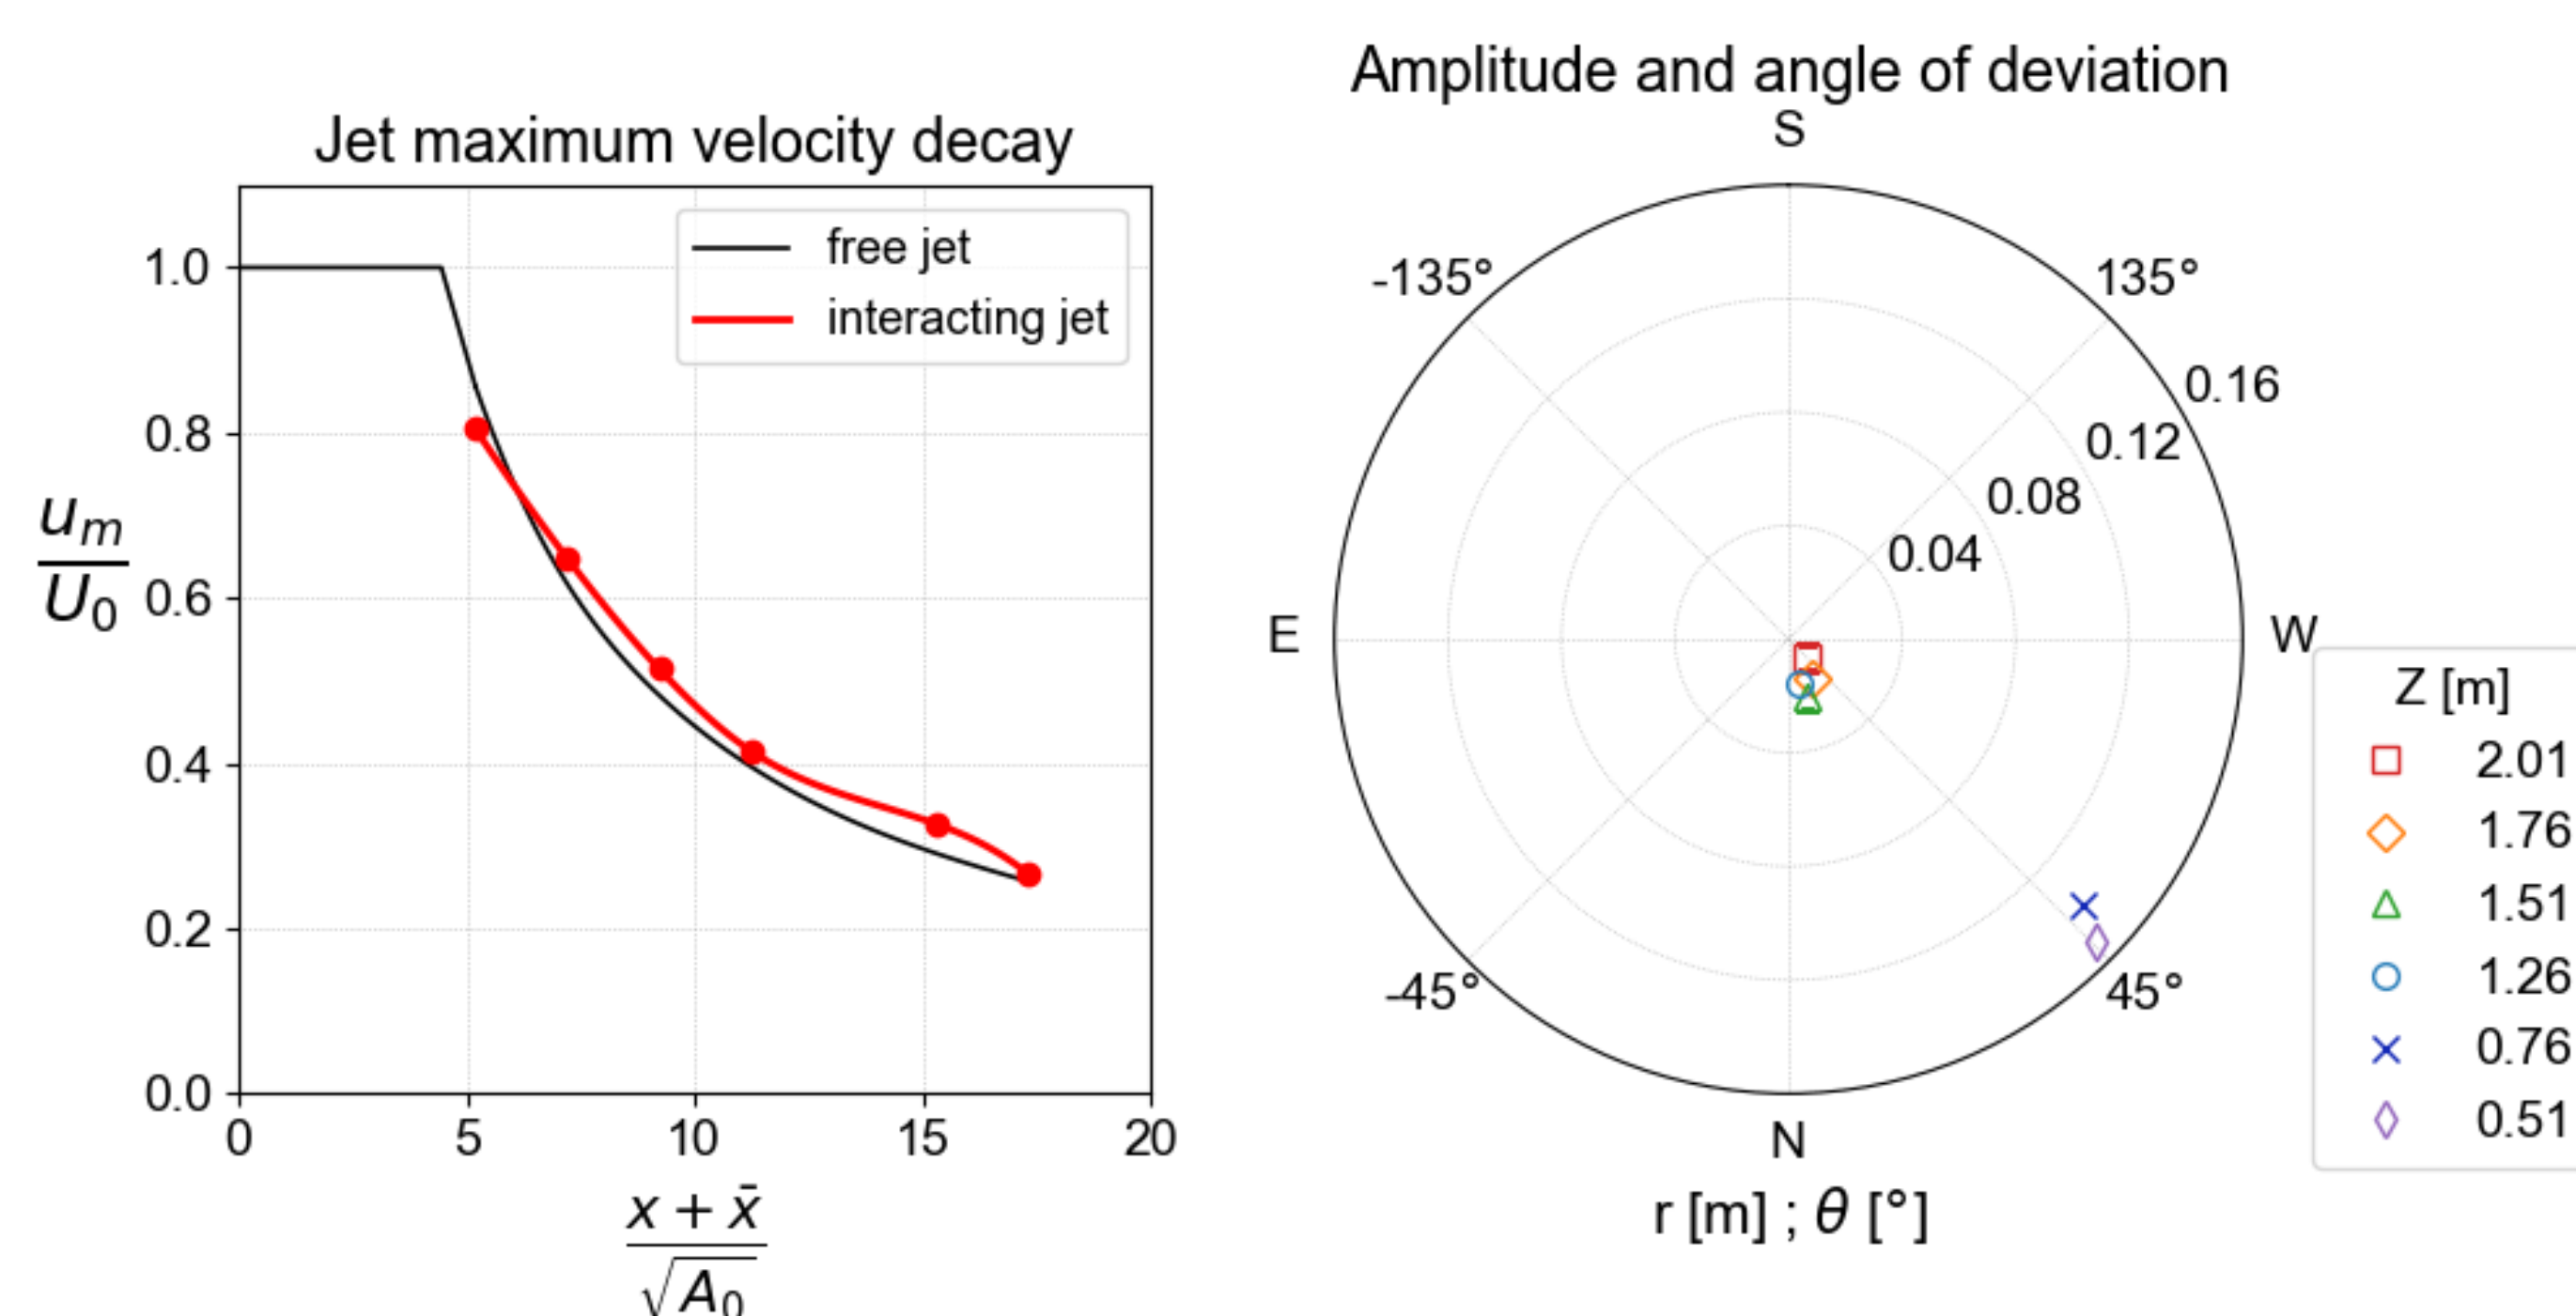 Jet maximum velocity decay
free jet
interacting jet
u_m
U_0
1.0
0.8
0.6
0.4
0.2
0.0
0 5 10 15 20
x + x̄
√A_0
Amplitude and angle of deviation
S
-135°
135°
0.16
0.12
0.08
0.04
E
W
-45°
45°
N
r [m] ; θ [°]
Z [m]
2.01
1.76
1.51
1.26
0.76
0.51